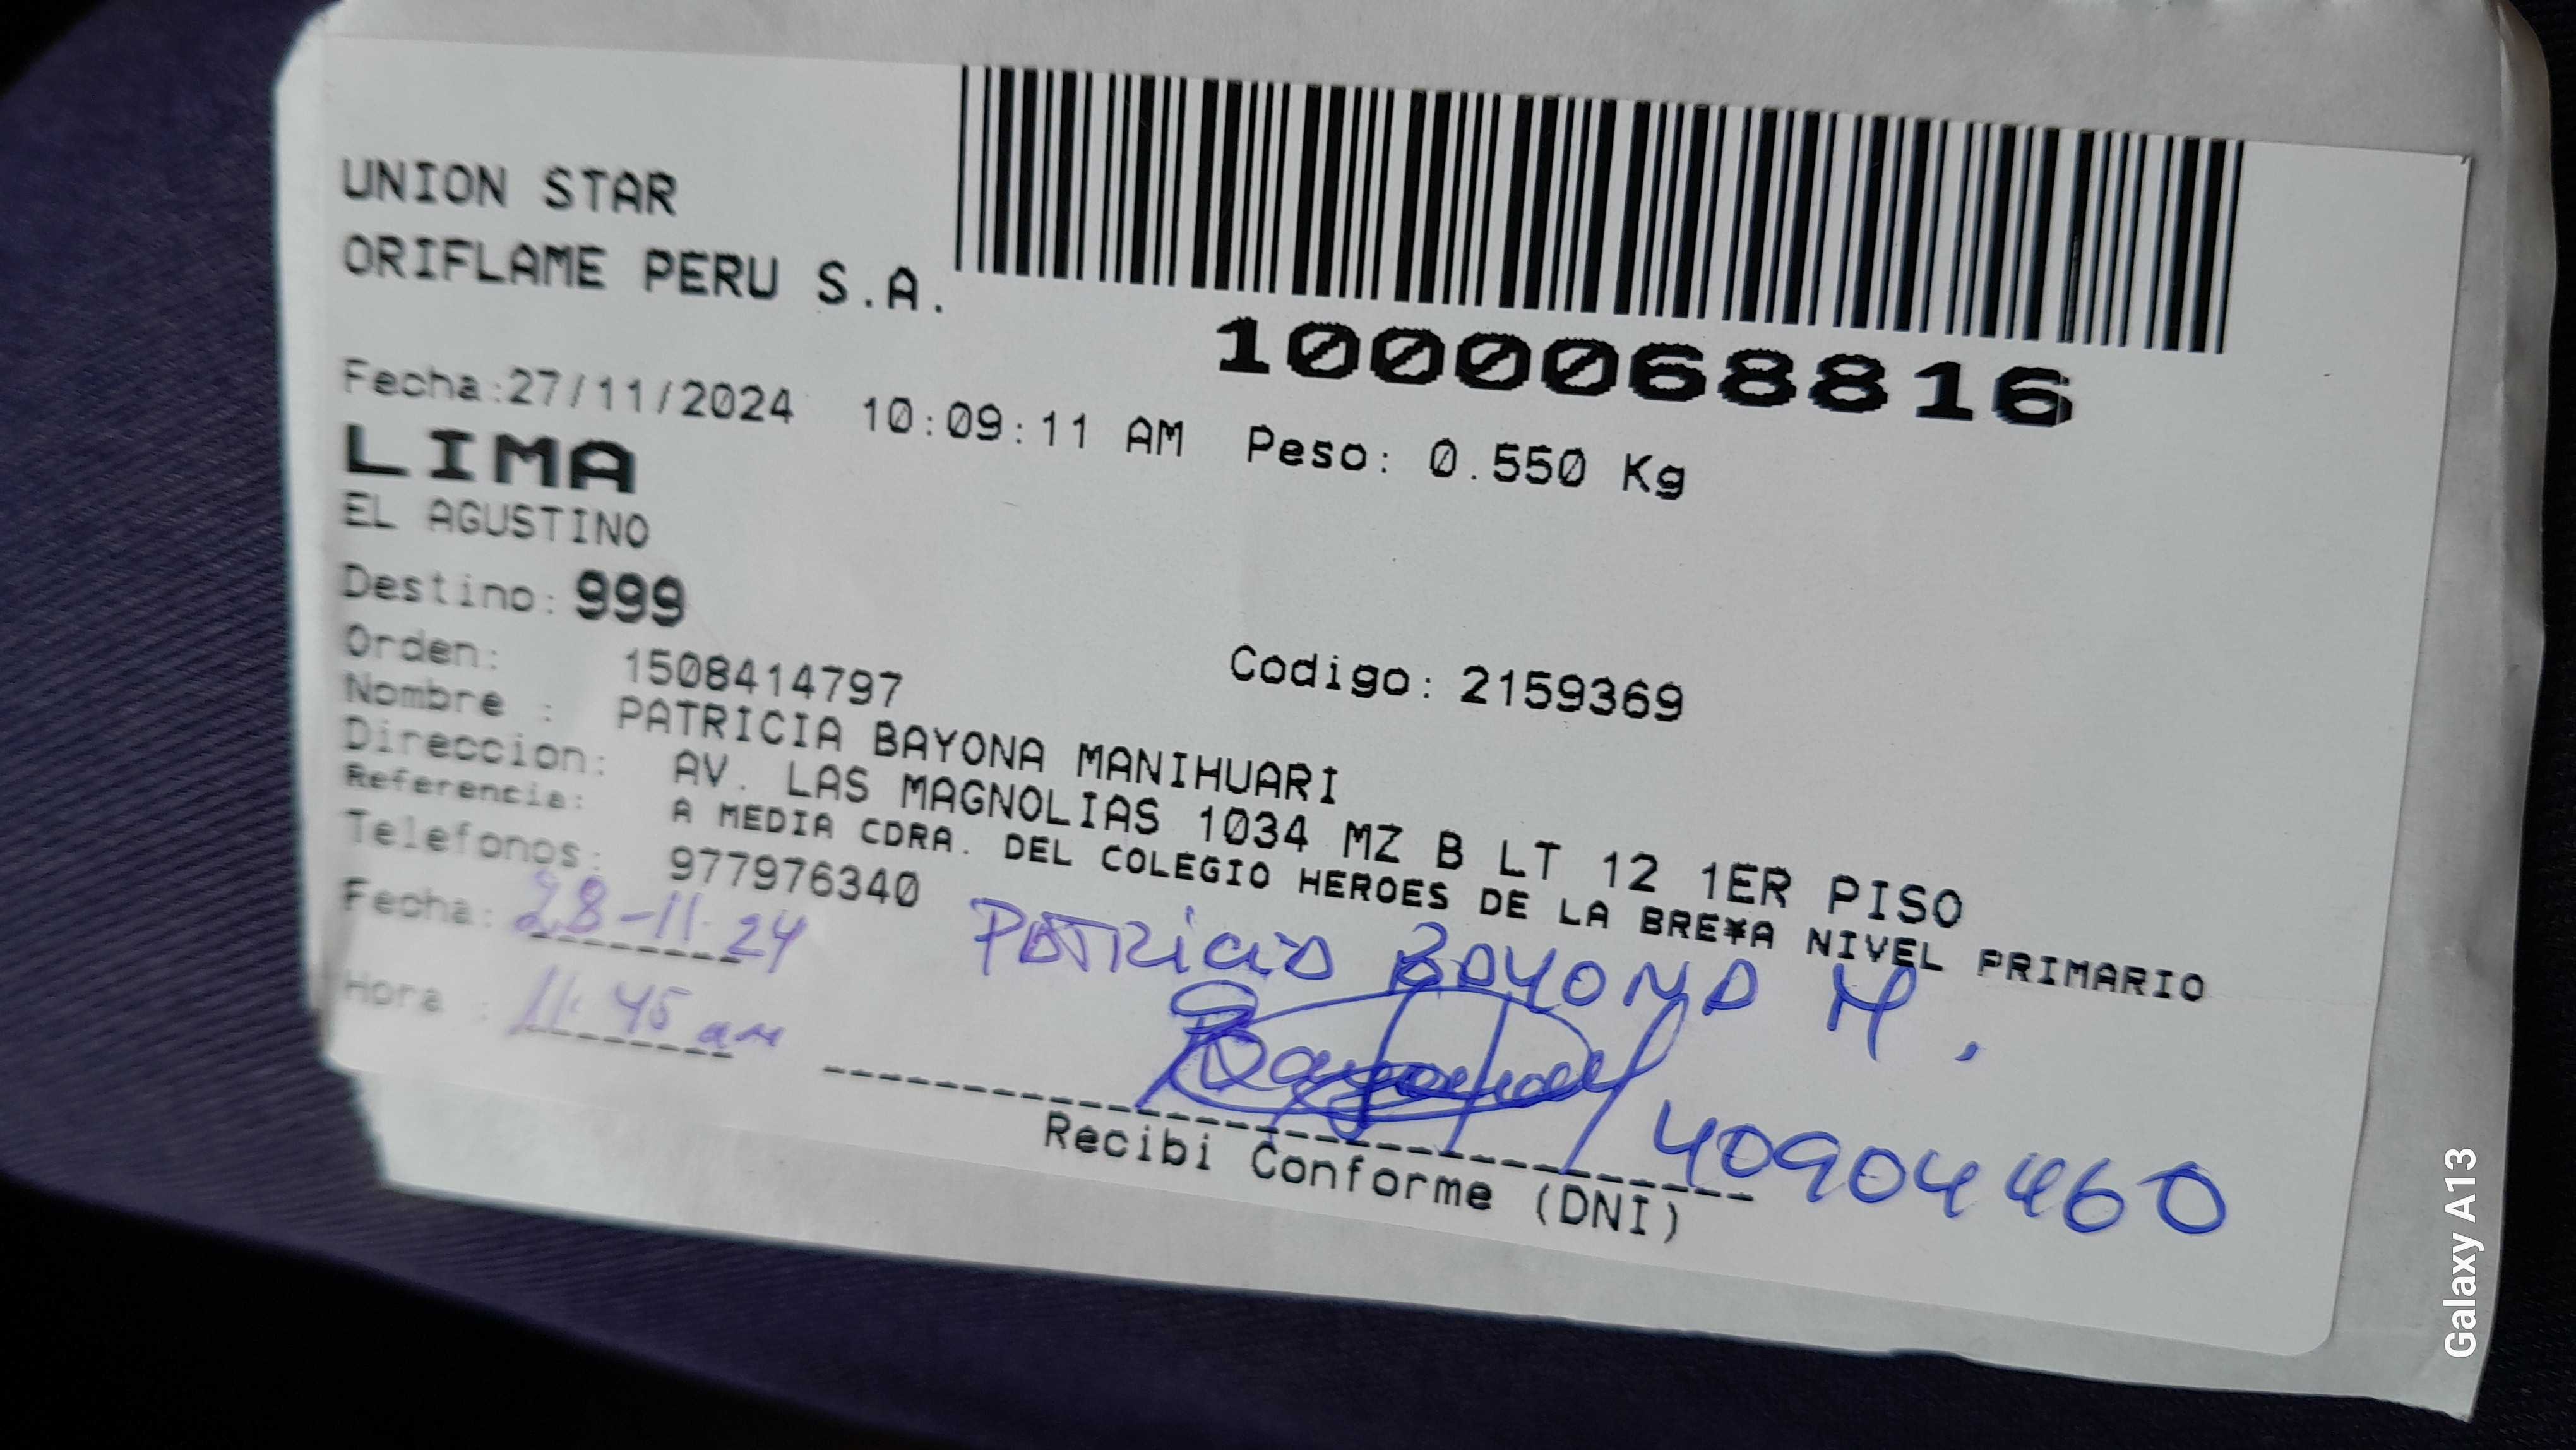 UNION STAR
ORIFLAME PERU S.A.
1000068816
Fecha:27/11/2024 10:09:11 AM Peso: 0.550 Kg
LIMA
EL AGUSTINO
Destino: 999
Orden: 1508414797 Codigo: 2159369
Nombre : PATRICIA BAYONA MANIHUARI
Direccion: AV. LAS MAGNOLIAS 1034 MZ B LT 12 1ER PISO
Referencia: A MEDIA CDRA. DEL COLEGIO HEROES DE LA BRE¥A NIVEL PRIMARIO
Telefonos: 977976340
Fecha: 28-11-24 Patricia Bayona M.
Hora : 11:45 am
40904460
Recibi Conforme (DNI)
Galaxy A13